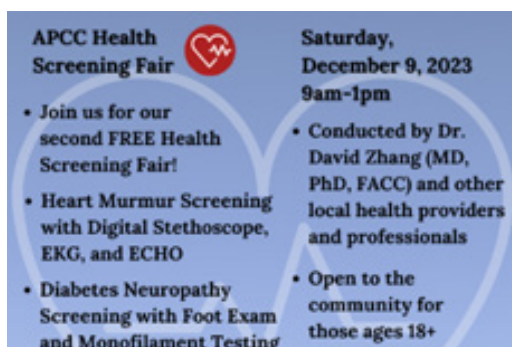 APCC Health
Screening Fair
• Join us for our
second FREE Health
Screening Fair!
• Heart Murmur Screening
with Digital Stethoscope,
EKG, and ECHO
• Diabetes Neuropathy
Screening with Foot Exam
and Monofilament Testing
Saturday,
December 9, 2023
9am-1pm
• Conducted by Dr.
David Zhang (MD,
PhD, FACC) and other
local health providers
and professionals
• Open to the
community for
those ages 18+